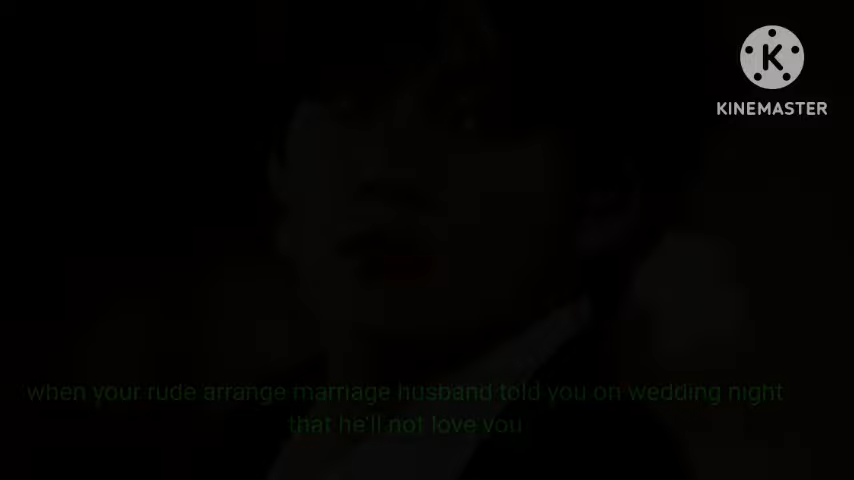 KINEMASTER
when your rude arrange marriage husband told you on wedding night
that he'll not love you